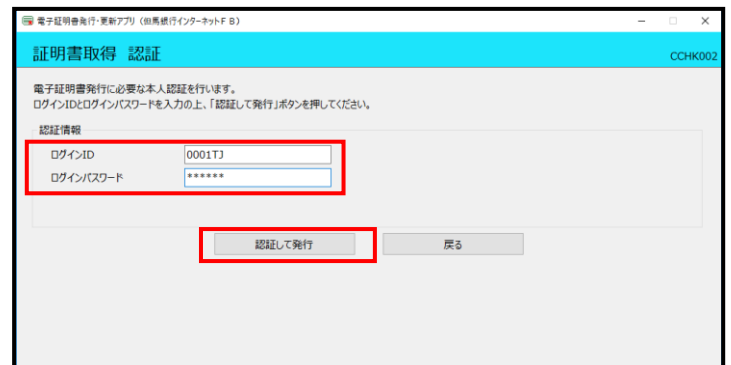 電子証明書発行・更新アプリ（但馬銀行インターネットＦＢ）
証明書取得 認証
CCHK002
電子証明書発行に必要な本人認証を行います。
ログインIDとログインパスワードを入力の上、「認証して発行」ボタンを押してください。
認証情報
ログインID 0001TJ
ログインパスワード ******
認証して発行 戻る